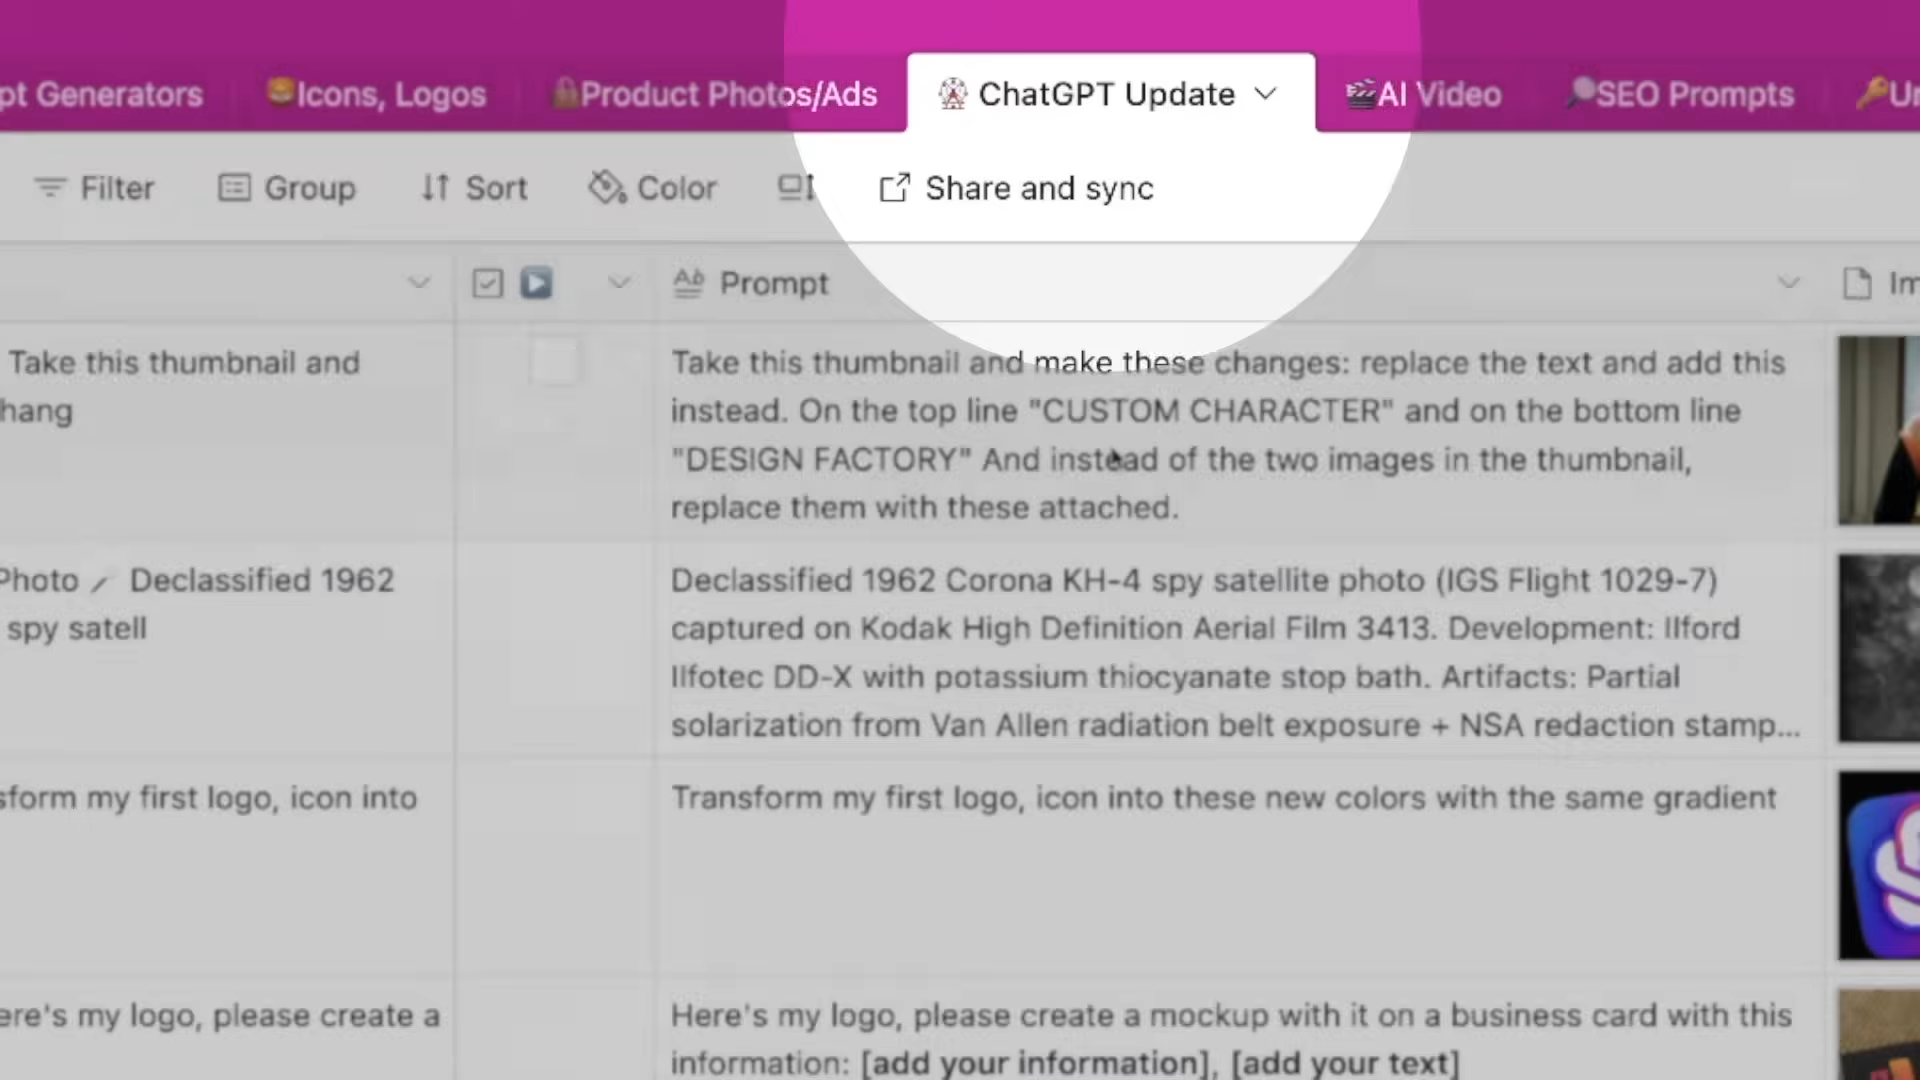 pt Generators
Icons, Logos
Product Photos/Ads
ChatGPT Update
AI Video
SEO Prompts
Filter
Group
Sort
Color
Share and sync
Prompt
Take this thumbnail and
hang
Take this thumbnail and make these changes: replace the text and add this
instead. On the top line "CUSTOM CHARACTER" and on the bottom line
"DESIGN FACTORY" And instead of the two images in the thumbnail,
replace them with these attached.
Photo / Declassified 1962
spy satell
Declassified 1962 Corona KH-4 spy satellite photo (IGS Flight 1029-7)
captured on Kodak High Definition Aerial Film 3413. Development: Ilford
Ilfotec DD-X with potassium thiocyanate stop bath. Artifacts: Partial
solarization from Van Allen radiation belt exposure + NSA redaction stamp...
sform my first logo, icon into
Transform my first logo, icon into these new colors with the same gradient
ere's my logo, please create a
Here's my logo, please create a mockup with it on a business card with this
information: [add your information], [add your text]